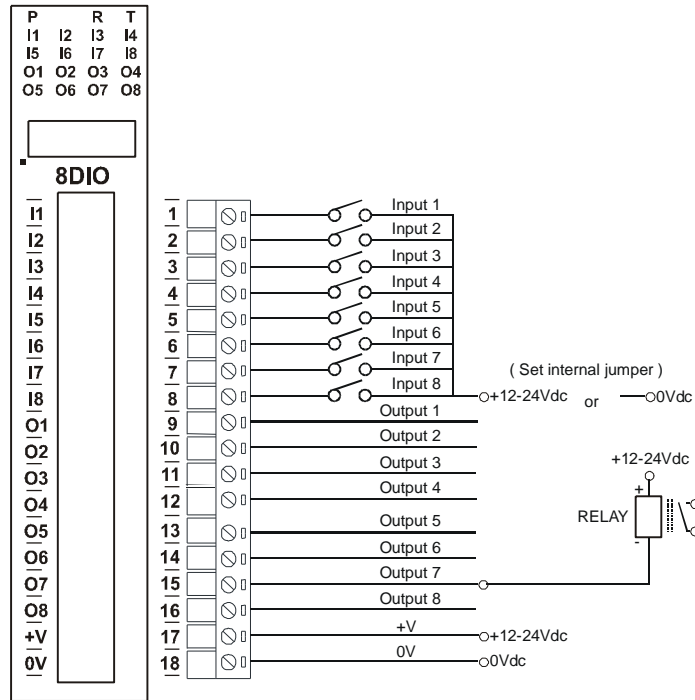 P R T
I1 I2 I3 I4
I5 I6 I7 I8
O1 O2 O3 O4
O5 O6 O7 O8
8DIO
I1 1 Input 1
I2 2 Input 2
I3 3 Input 3
I4 4 Input 4
I5 5 Input 5
I6 6 Input 6
I7 7 Input 7
( Set internal jumper )
I8 8 Input 8 +12-24Vdc or 0Vdc
O1 9 Output 1
O2 10 Output 2
O3 11 Output 3
+12-24Vdc
O4 12 Output 4
+
RELAY
-
O5 13 Output 5
O6 14 Output 6
O7 15 Output 7
O8 16 Output 8
+V 17 +V +12-24Vdc
0V 18 0V 0Vdc